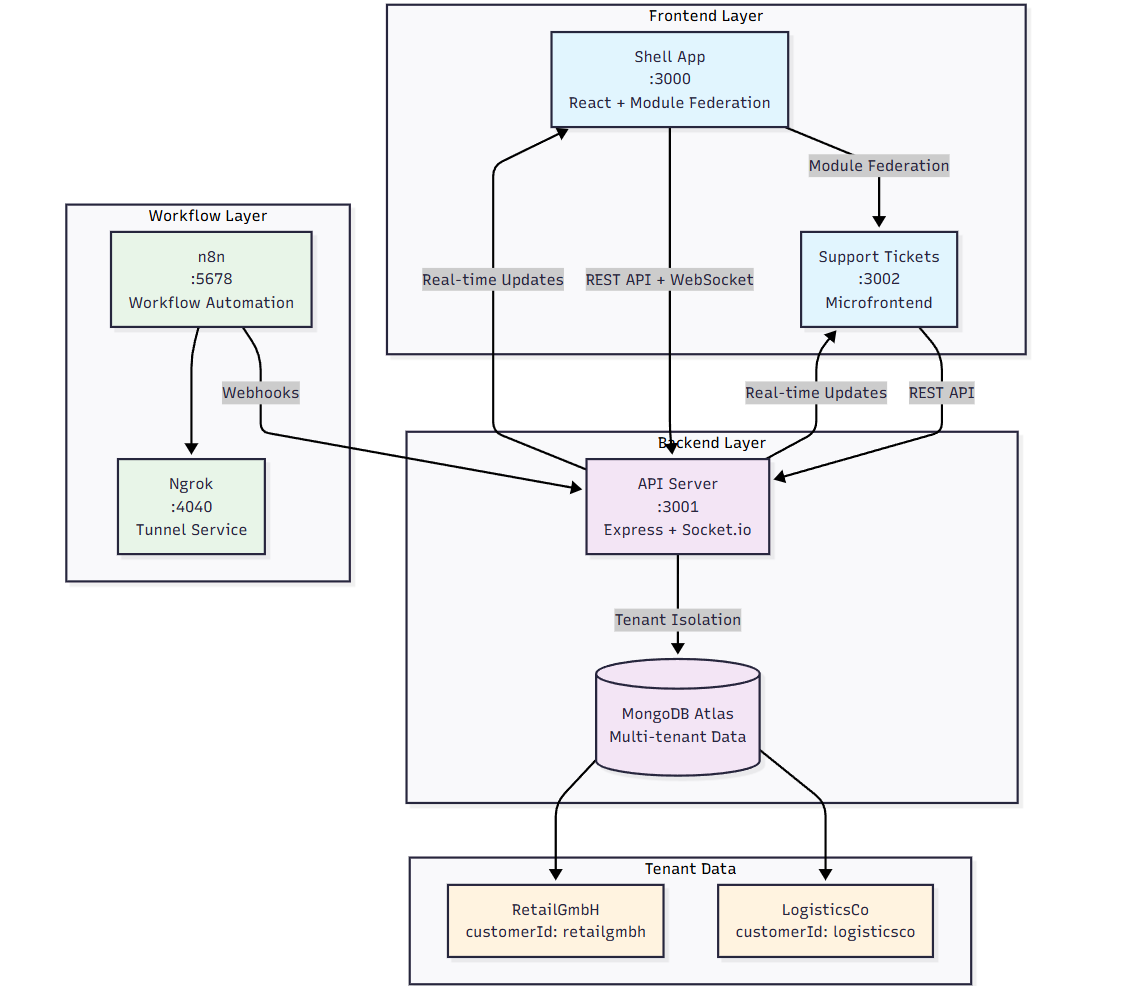 Frontend Layer
Shell App
:3000
React + Module Federation
Module Federation
Workflow Layer
n8n
:5678
Workflow Automation
Support Tickets
:3002
Microfrontend
Real-time Updates
REST API + WebSocket
Webhooks
Real-time Updates
REST API
Backend Layer
Ngrok
:4040
Tunnel Service
API Server
:3001
Express + Socket.io
Tenant Isolation
MongoDB Atlas
Multi-tenant Data
Tenant Data
RetailGmbH
customerId: retailgmbh
LogisticsCo
customerId: logisticsco